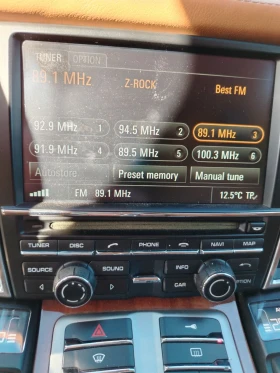 TUNER OPTION
89.1 MHz Z-ROCK Best FM
92.9 MHz 1 94.5 MHz 2 89.1 MHz 3
91.9 MHz 4 89.5 MHz 5 100.3 MHz 6
Autostore Preset memory Manual tune
FM 89.1 MHz 12.5°C TP
TUNER DISC PHONE NAVI MAP
SOURCE SOUND INFO OPTION
CAR